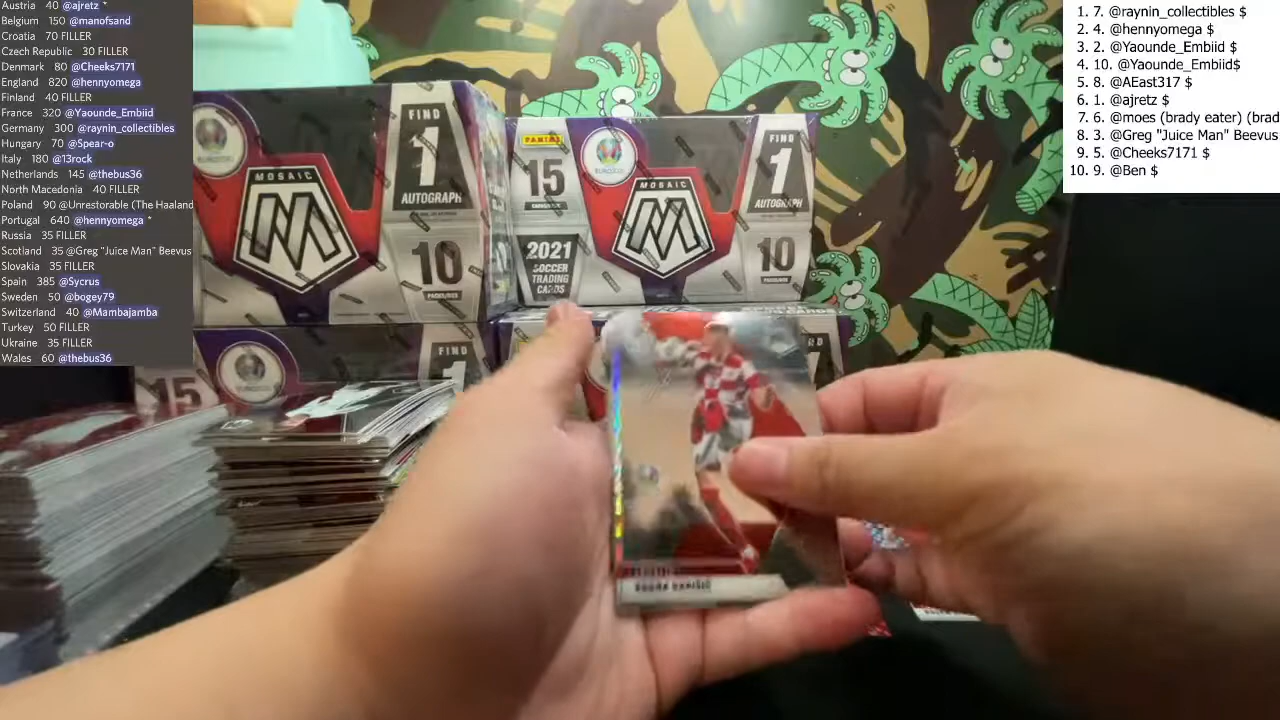 Austria 40 @ajretz *
Belgium 150 @manofsand
Croatia 70 FILLER
Czech Republic 30 FILLER
Denmark 80 @Cheeks7171
England 820 @hennyomega
Finland 40 FILLER
France 320 @Yaounde_Embiid
Germany 300 @raynin_collectibles
Hungary 70 @Spear-o
Italy 180 @13rock
Netherlands 145 @thebus36
North Macedonia 40 FILLER
Poland 90 @Unrestorable (The Haaland
Portugal 640 @hennyomega *
Russia 35 FILLER
Scotland 35 @Greg "Juice Man" Beevus
Slovakia 35 FILLER
Spain 385 @Sycrus
Sweden 50 @bogey79
Switzerland 40 @Mambajamba
Turkey 50 FILLER
Ukraine 35 FILLER
Wales 60 @thebus36
1. 7. @raynin_collectibles $
2. 4. @hennyomega $
3. 2. @Yaounde_Embiid $
4. 10. @Yaounde_Embiid$
5. 8. @AEast317 $
6. 1. @ajretz $
7. 6. @moes (brady eater) (brad
8. 3. @Greg "Juice Man" Beevus
9. 5. @Cheeks7171 $
10. 9. @Ben $
FIND
1
AUTOGRAPH
MOSAIC
10
PACKS/BOX
PANINI
15
MOSAIC
2021
SOCCER
TRADING
CARDS
FIND
1
AUTOGRAPH
10
PACKS/BOX
15
FIND